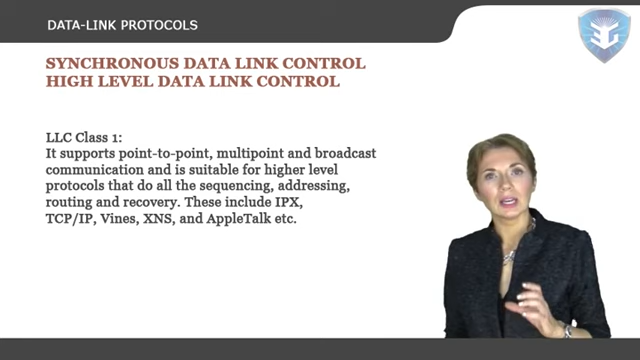 DATA-LINK PROTOCOLS
SYNCHRONOUS DATA LINK CONTROL
HIGH LEVEL DATA LINK CONTROL
LLC Class 1:
It supports point-to-point, multipoint and broadcast
communication and is suitable for higher level
protocols that do all the sequencing, addressing,
routing and recovery. These include IPX,
TCP/IP, Vines, XNS, and AppleTalk etc.